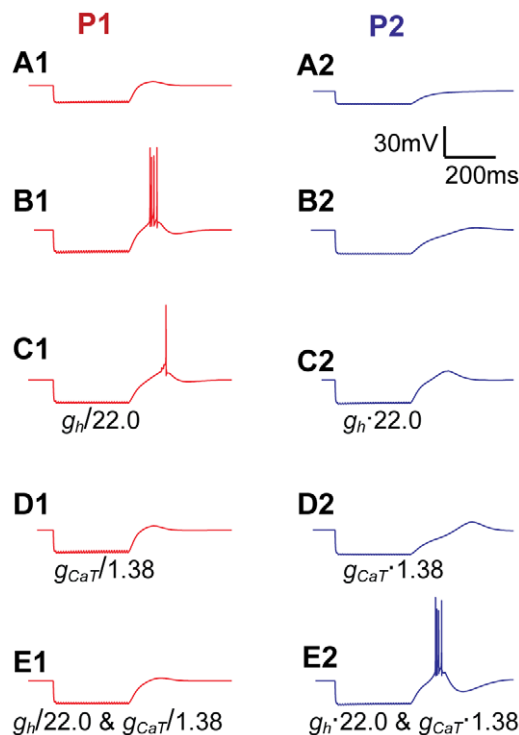 P1 P2
A1 A2
30mV
200ms
B1 B2
C1 C2
gh/22.0 gh·22.0
D1 D2
gCaT/1.38 gCaT·1.38
E1 E2
gh/22.0 & gCaT/1.38 gh·22.0 & gCaT·1.38